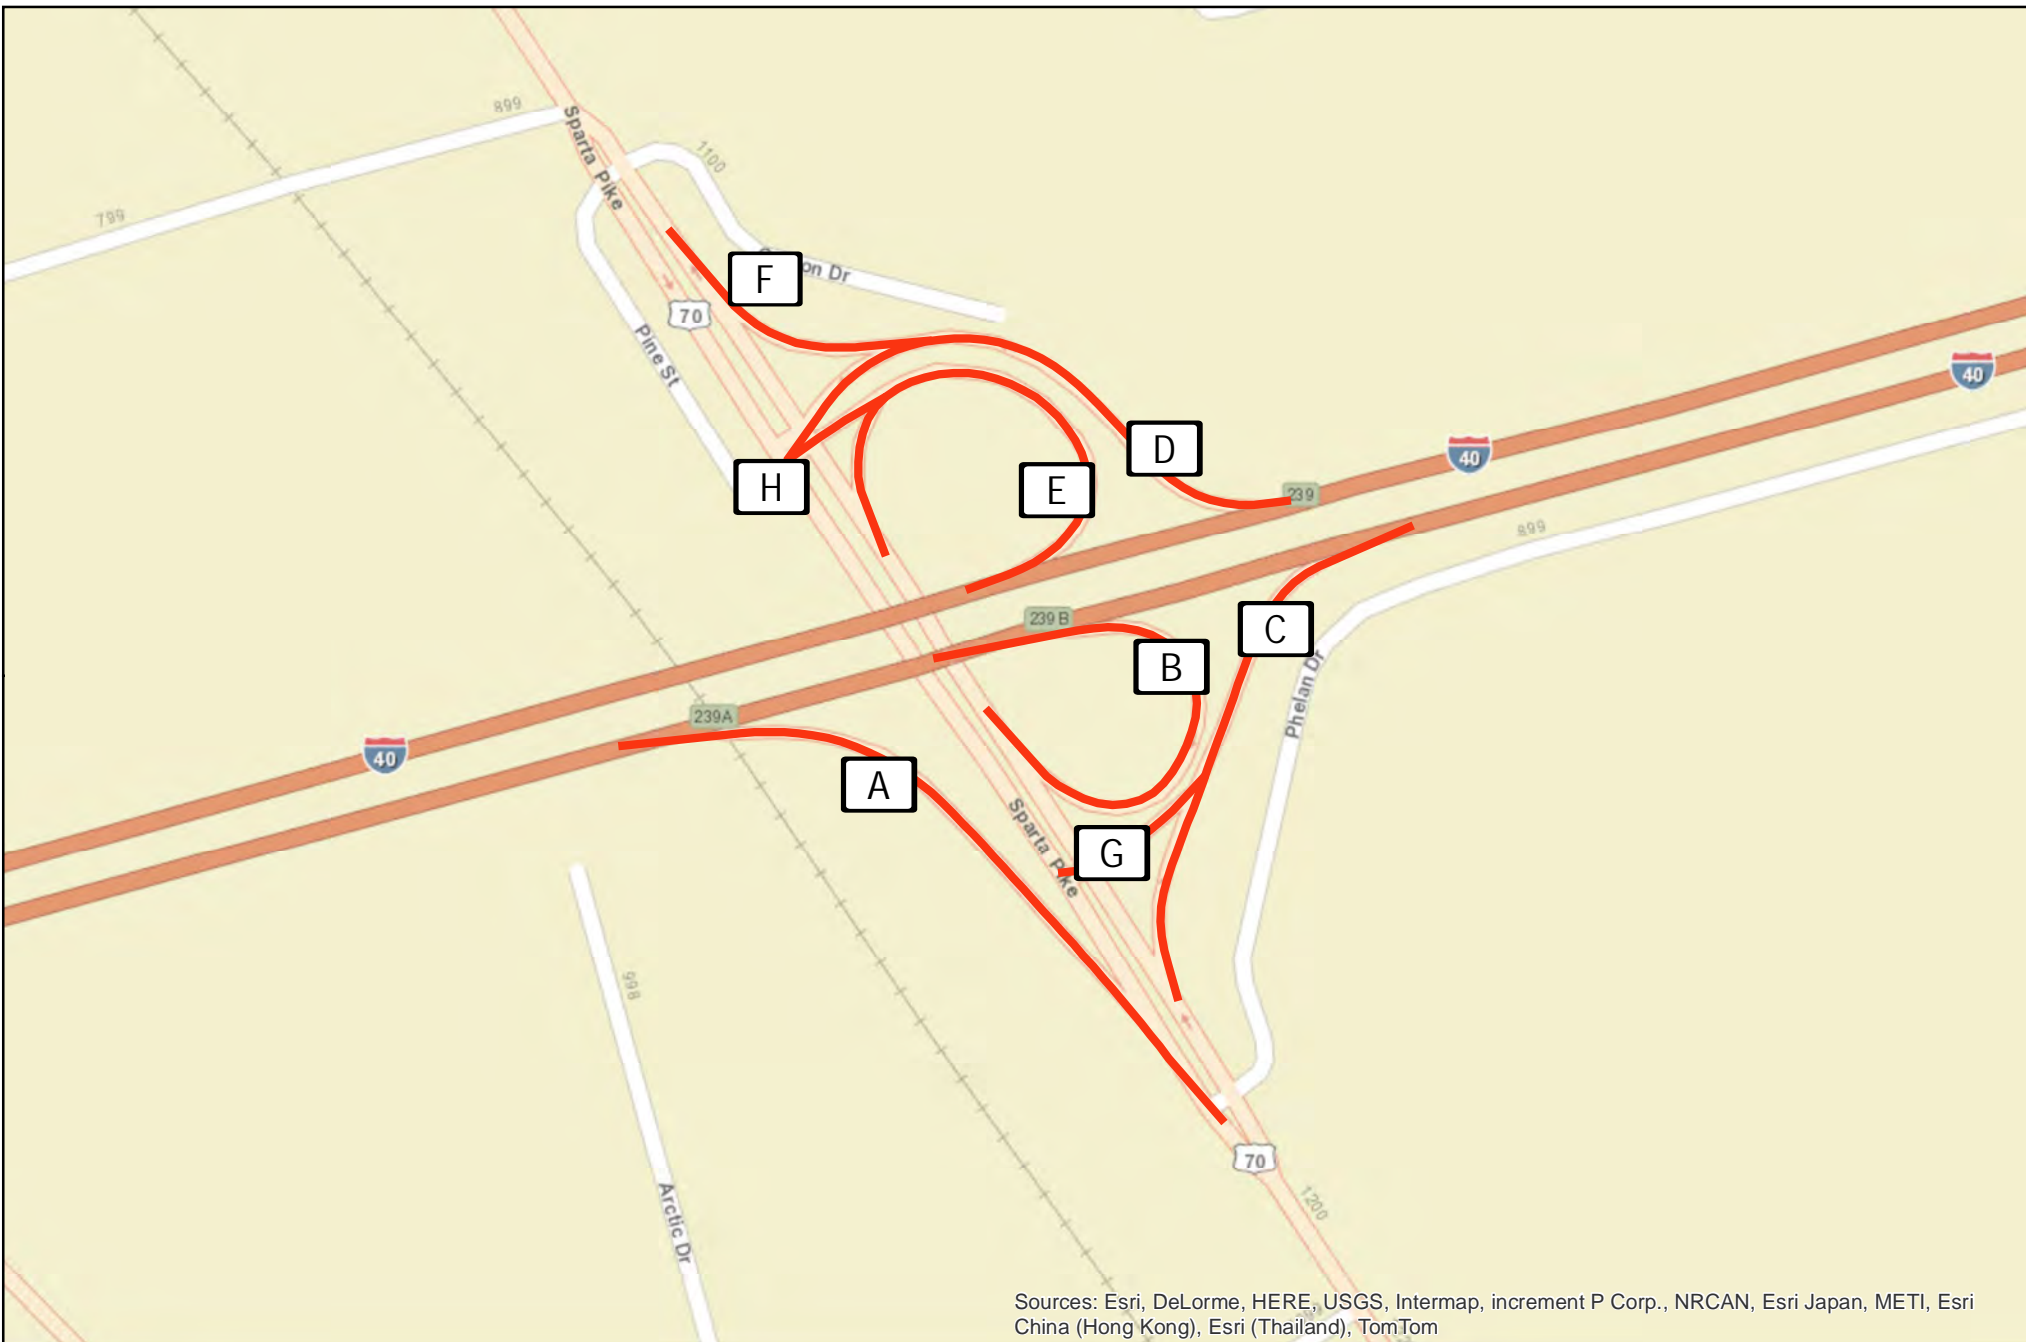 899
Sparta Pike
1100
799
F
on Dr
70
Pine St
40
D
40
H
E
239
899
239 B
C
B
Phelan Dr
239A
40
A
Sparta Pike
G
998
70
1200
Arctic Dr
Sources: Esri, DeLorme, HERE, USGS, Intermap, increment P Corp., NRCAN, Esri Japan, METI, Esri
China (Hong Kong), Esri (Thailand), TomTom